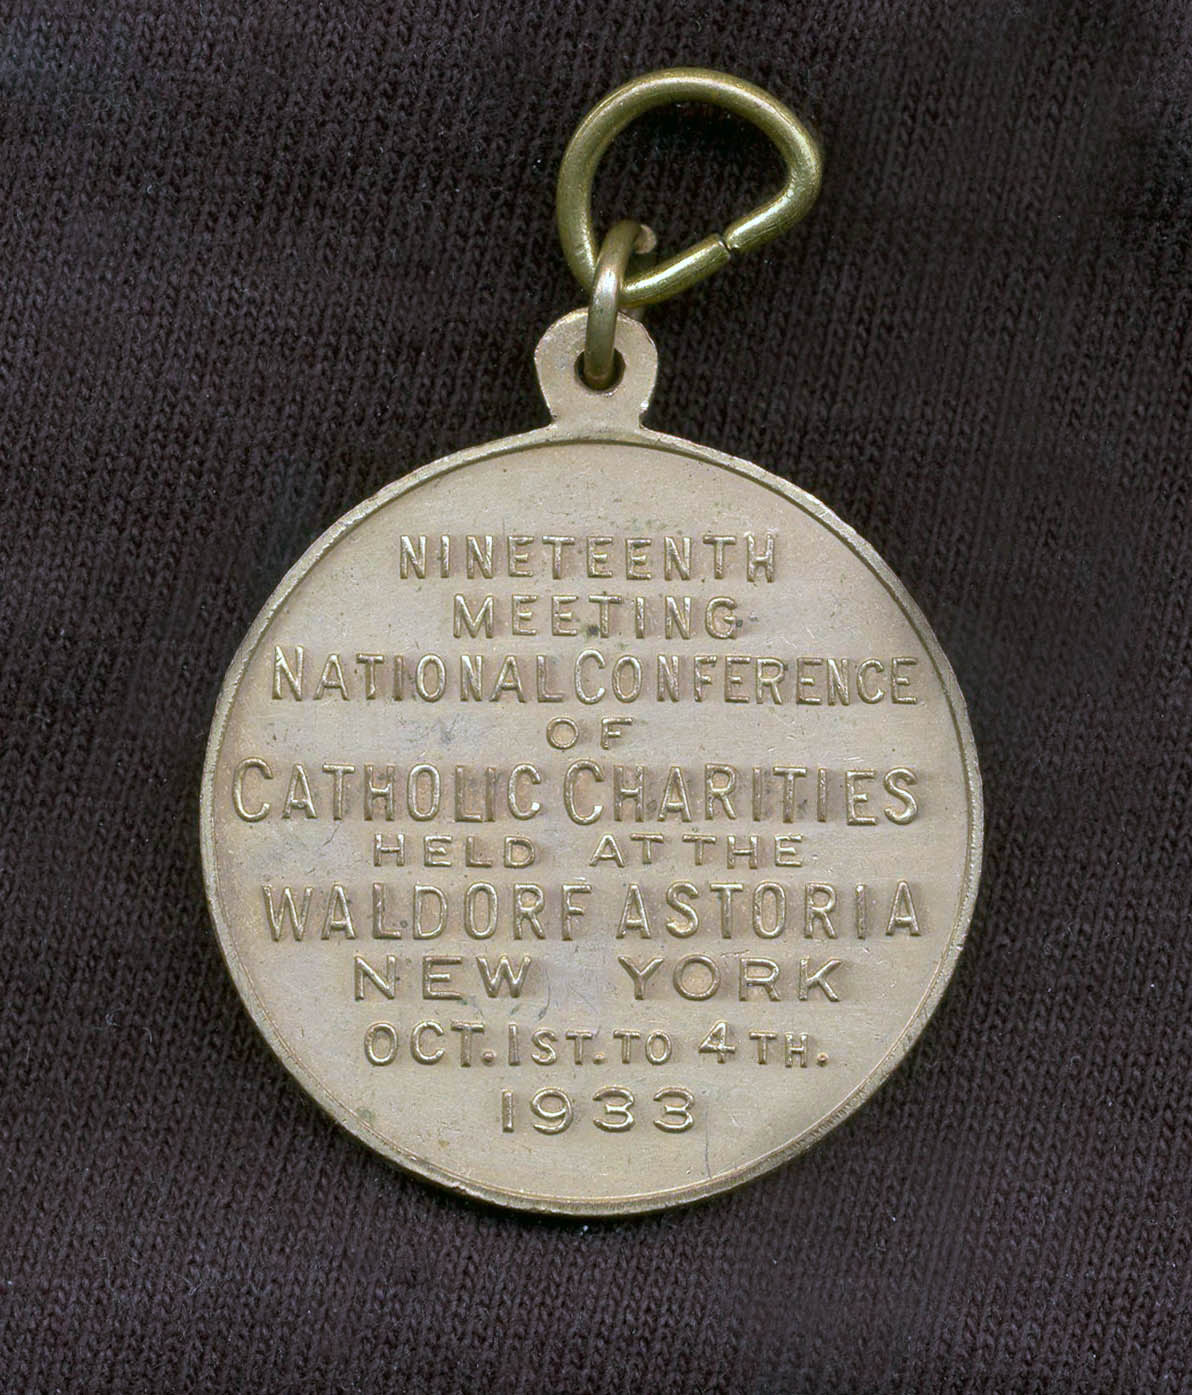 NINETEENTH
MEETING
NATIONAL CONFERENCE
OF
CATHOLIC CHARITIES
HELD AT THE
WALDORF ASTORIA
NEW YORK
OCT. 1ST. TO 4TH.
1933